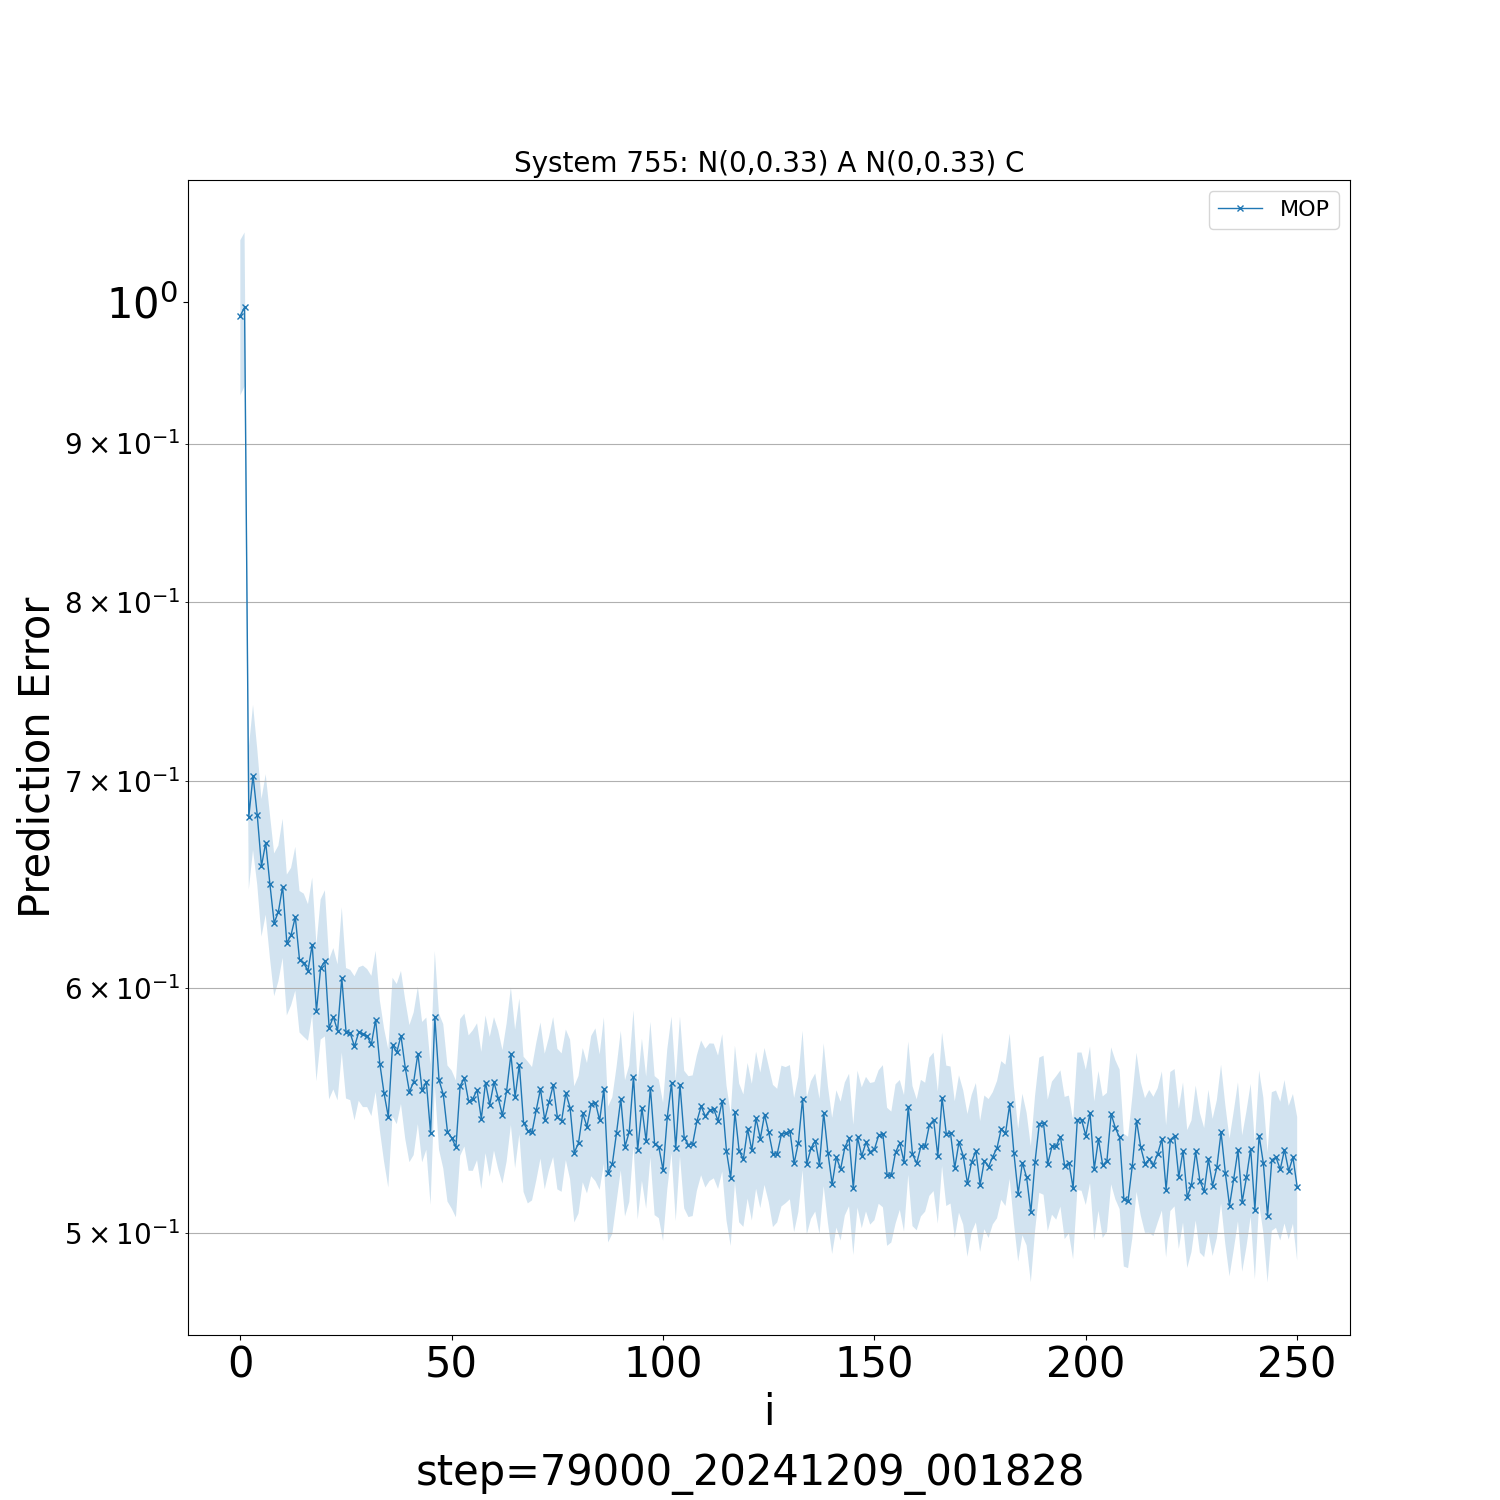 System 755: N(0,0.33) A N(0,0.33) C
MOP
10⁰
9 × 10⁻¹
8 × 10⁻¹
7 × 10⁻¹
6 × 10⁻¹
5 × 10⁻¹
Prediction Error
0 50 100 150 200 250
i
step=79000_20241209_001828